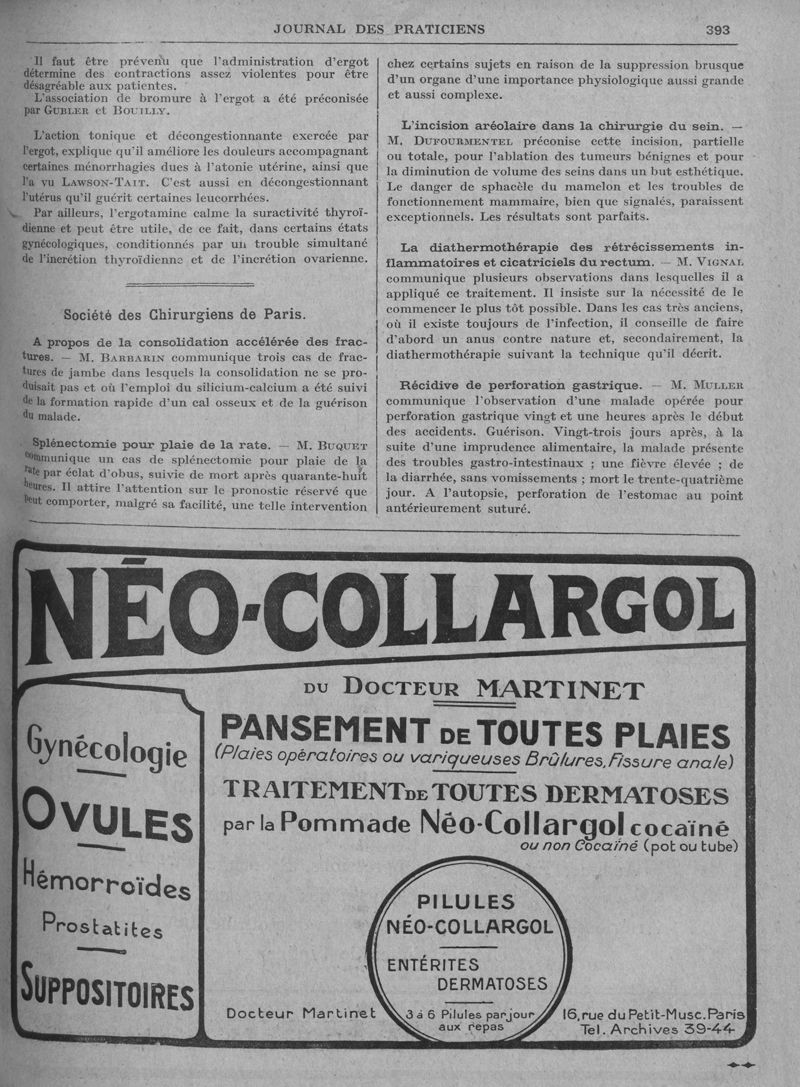 JOURNAL DES PRATICIENS 393
Il faut être prévenu que l'administration d'ergot
détermine des contractions assez violentes pour être
désagréable aux patientes.
L'association de bromure à l'ergot a été préconisée
par GUBLER et BOUILLY.
L'action tonique et décongestionnante exercée par
l'ergot, explique qu'il améliore les douleurs accompagnant
certaines ménorrhagies dues à l'atonie utérine, ainsi que
l'a vu LAWSON-TAIT. C'est aussi en décongestionnant
l'utérus qu'il guérit certaines leucorrhées.
Par ailleurs, l'ergotamine calme la suractivité thyroï-
dienne et peut être utile, de ce fait, dans certains états
gynécologiques, conditionnés par un trouble simultané
de l'incrétion thyroïdienne et de l'incrétion ovarienne.
Société des Chirurgiens de Paris.
A propos de la consolidation accélérée des frac-
tures. — M. BARBARIN communique trois cas de frac-
tures de jambe dans lesquels la consolidation ne se pro-
duisait pas et où l'emploi du silicium-calcium a été suivi
de la formation rapide d'un cal osseux et de la guérison
du malade.
Splénectomie pour plaie de la rate. — M. BUQUET
communique un cas de splénectomie pour plaie de la
rate par éclat d'obus, suivie de mort après quarante-huit
heures. Il attire l'attention sur le pronostic réservé que
peut comporter, malgré sa facilité, une telle intervention
chez certains sujets en raison de la suppression brusque
d'un organe d'une importance physiologique aussi grande
et aussi complexe.
L'incision aréolaire dans la chirurgie du sein. —
M. DUFOURMENTEL préconise cette incision, partielle
ou totale, pour l'ablation des tumeurs bénignes et pour
la diminution de volume des seins dans un but esthétique.
Le danger de sphacèle du mamelon et les troubles de
fonctionnement mammaire, bien que signalés, paraissent
exceptionnels. Les résultats sont parfaits.
La diathermothérapie des rétrécissements in-
flammatoires et cicatriciels du rectum. — M. VIGNAL
communique plusieurs observations dans lesquelles il a
appliqué ce traitement. Il insiste sur la nécessité de le
commencer le plus tôt possible. Dans les cas très anciens,
où il existe toujours de l'infection, il conseille de faire
d'abord un anus contre nature et, secondairement, la
diathermothérapie suivant la technique qu'il décrit.
Récidive de perforation gastrique. — M. MULLER
communique l'observation d'une malade opérée pour
perforation gastrique vingt et une heures après le début
des accidents. Guérison. Vingt-trois jours après, à la
suite d'une imprudence alimentaire, la malade présente
des troubles gastro-intestinaux ; une fièvre élevée ; de
la diarrhée, sans vomissements ; mort le trente-quatrième
jour. A l'autopsie, perforation de l'estomac au point
antérieurement suturé.
NÉO-COLLARGOL
DU DOCTEUR MARTINET
PANSEMENT DE TOUTES PLAIES
(Plaies opératoires ou variqueuses Brûlures, Fissure anale)
TRAITEMENT DE TOUTES DERMATOSES
par la Pommade Néo-Collargol cocaïné
ou non Cocaïné (pot ou tube)
Gynécologie
OVULES
Hémorroïdes
Prostatites
SUPPOSITOIRES
PILULES
NÉO-COLLARGOL
ENTÉRITES
DERMATOSES
3 à 6 Pilules par jour
aux repas
Docteur Martinet
16, rue du Petit-Musc. Paris
Tel. Archives 39-44